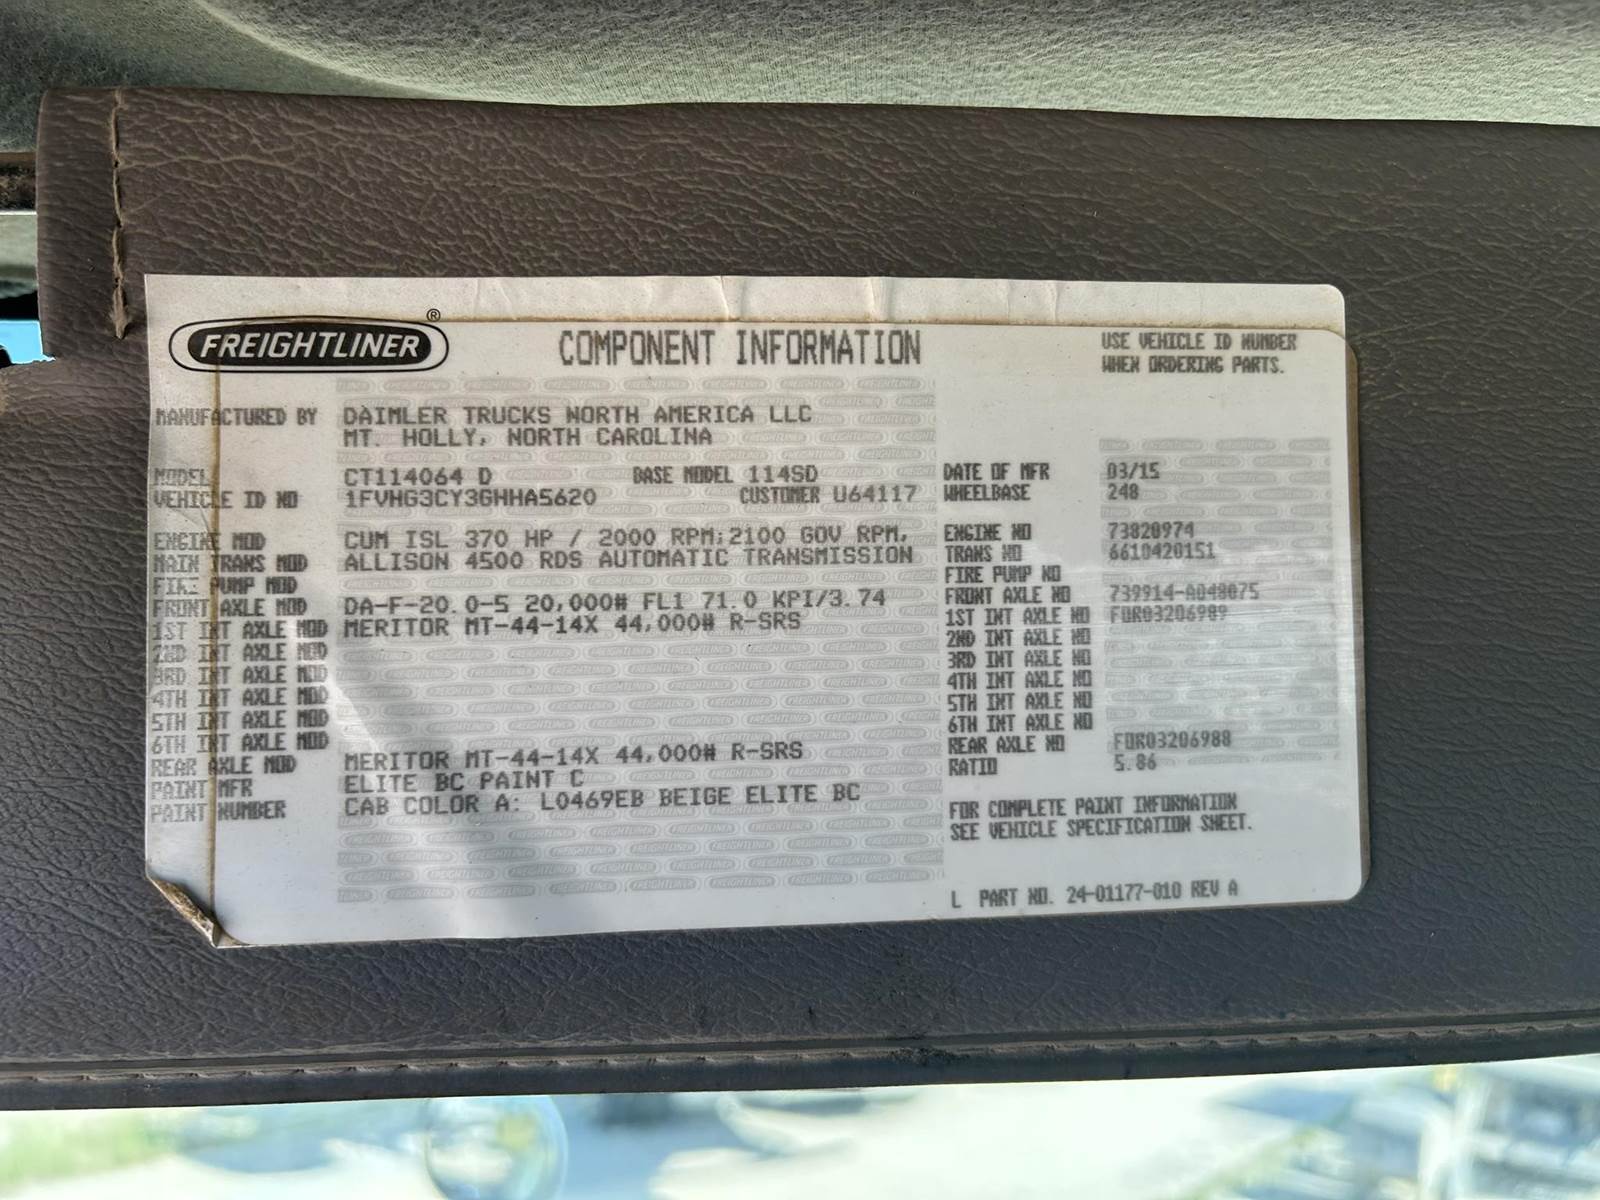 FREIGHTLINER ®
COMPONENT INFORMATION
USE VEHICLE ID NUMBER
WHEN ORDERING PARTS.
MANUFACTURED BY DAIMLER TRUCKS NORTH AMERICA LLC
MT. HOLLY, NORTH CAROLINA
MODEL CT114064 D BASE MODEL 114SD
VEHICLE ID NO 1FVHG3CY3GHHA5620 CUSTOMER U64117
ENGINE MOD CUM ISL 370 HP / 2000 RPM;2100 GOV RPM,
MAIN TRANS MOD ALLISON 4500 RDS AUTOMATIC TRANSMISSION
FIRE PUMP MOD
FRONT AXLE MOD DA-F-20.0-5 20,000# FL1 71.0 KPI/3.74
1ST INT AXLE MOD MERITOR MT-44-14X 44,000# R-SRS
2ND INT AXLE MOD
3RD INT AXLE MOD
4TH INT AXLE MOD
5TH INT AXLE MOD
6TH INT AXLE MOD
REAR AXLE MOD MERITOR MT-44-14X 44,000# R-SRS
PAINT MFR ELITE BC PAINT C
PAINT NUMBER CAB COLOR A: L0469EB BEIGE ELITE BC
DATE OF MFR 03/15
WHEELBASE 248
ENGINE NO 73820974
TRANS NO 6610420151
FIRE PUMP NO
FRONT AXLE NO 739914-A048075
1ST INT AXLE NO FOR03206989
2ND INT AXLE NO
3RD INT AXLE NO
4TH INT AXLE NO
5TH INT AXLE NO
6TH INT AXLE NO
REAR AXLE NO FOR03206988
RATIO 5.86
FOR COMPLETE PAINT INFORMATION
SEE VEHICLE SPECIFICATION SHEET.
L PART NO. 24-01177-010 REV A